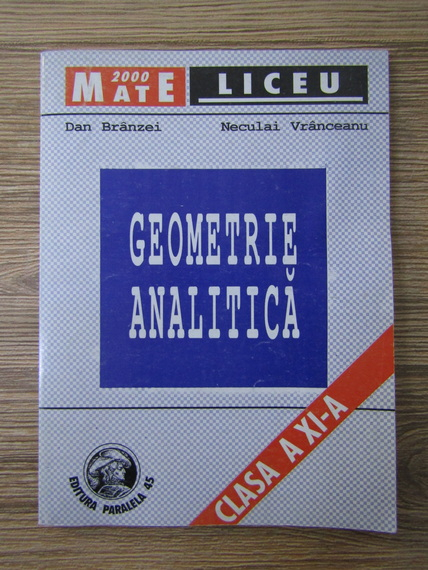 2000
MATE LICEU
Dan Brânzei Neculai Vrânceanu
GEOMETRIE
ANALITICĂ
CLASA A XI-A
EDITURA PARALELA 45